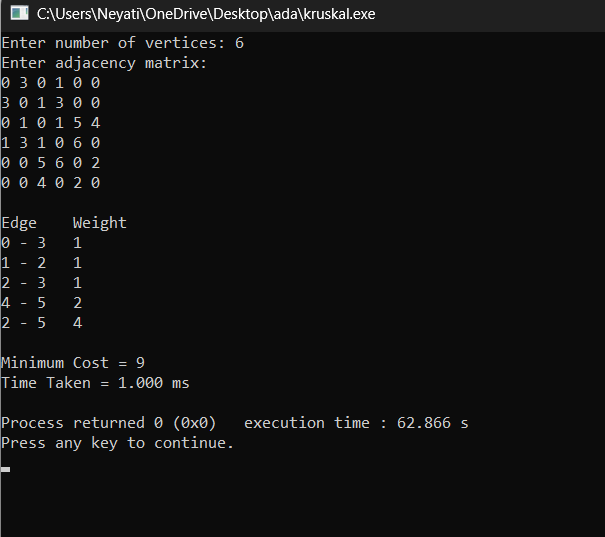 C:\Users\Neyati\OneDrive\Desktop\ada\kruskal.exe
Enter number of vertices: 6
Enter adjacency matrix:
0 3 0 1 0 0
3 0 1 3 0 0
0 1 0 1 5 4
1 3 1 0 6 0
0 0 5 6 0 2
0 0 4 0 2 0
Edge    Weight
0 - 3   1
1 - 2   1
2 - 3   1
4 - 5   2
2 - 5   4
Minimum Cost = 9
Time Taken = 1.000 ms
Process returned 0 (0x0)   execution time : 62.866 s
Press any key to continue.